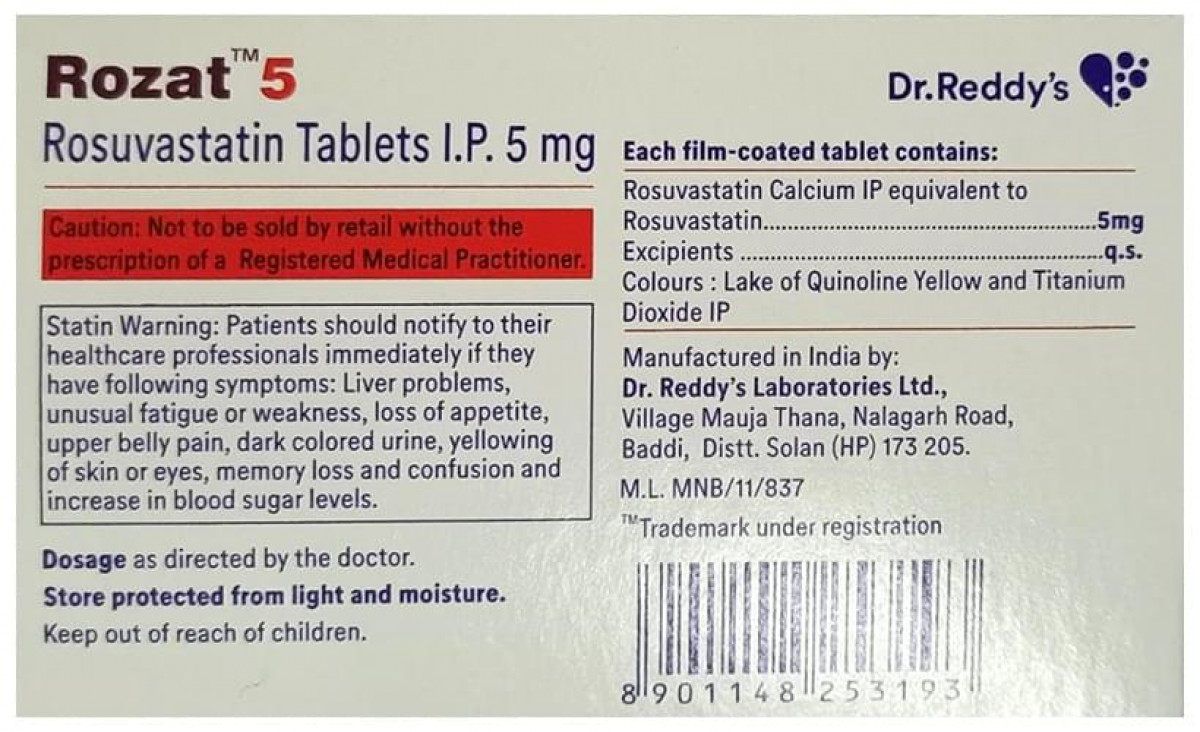 Rozat™5
Rosuvastatin Tablets I.P. 5 mg
Caution: Not to be sold by retail without the
prescription of a Registered Medical Practitioner.
Statin Warning: Patients should notify to their
healthcare professionals immediately if they
have following symptoms: Liver problems,
unusual fatigue or weakness, loss of appetite,
upper belly pain, dark colored urine, yellowing
of skin or eyes, memory loss and confusion and
increase in blood sugar levels.
Dosage as directed by the doctor.
Store protected from light and moisture.
Keep out of reach of children.
Dr.Reddy's
Each film-coated tablet contains:
Rosuvastatin Calcium IP equivalent to
Rosuvastatin..........................................................5mg
Excipients ..............................................................q.s.
Colours : Lake of Quinoline Yellow and Titanium
Dioxide IP
Manufactured in India by:
Dr. Reddy's Laboratories Ltd.,
Village Mauja Thana, Nalagarh Road,
Baddi, Distt. Solan (HP) 173 205.
M.L. MNB/11/837
™Trademark under registration
8 901148 253193